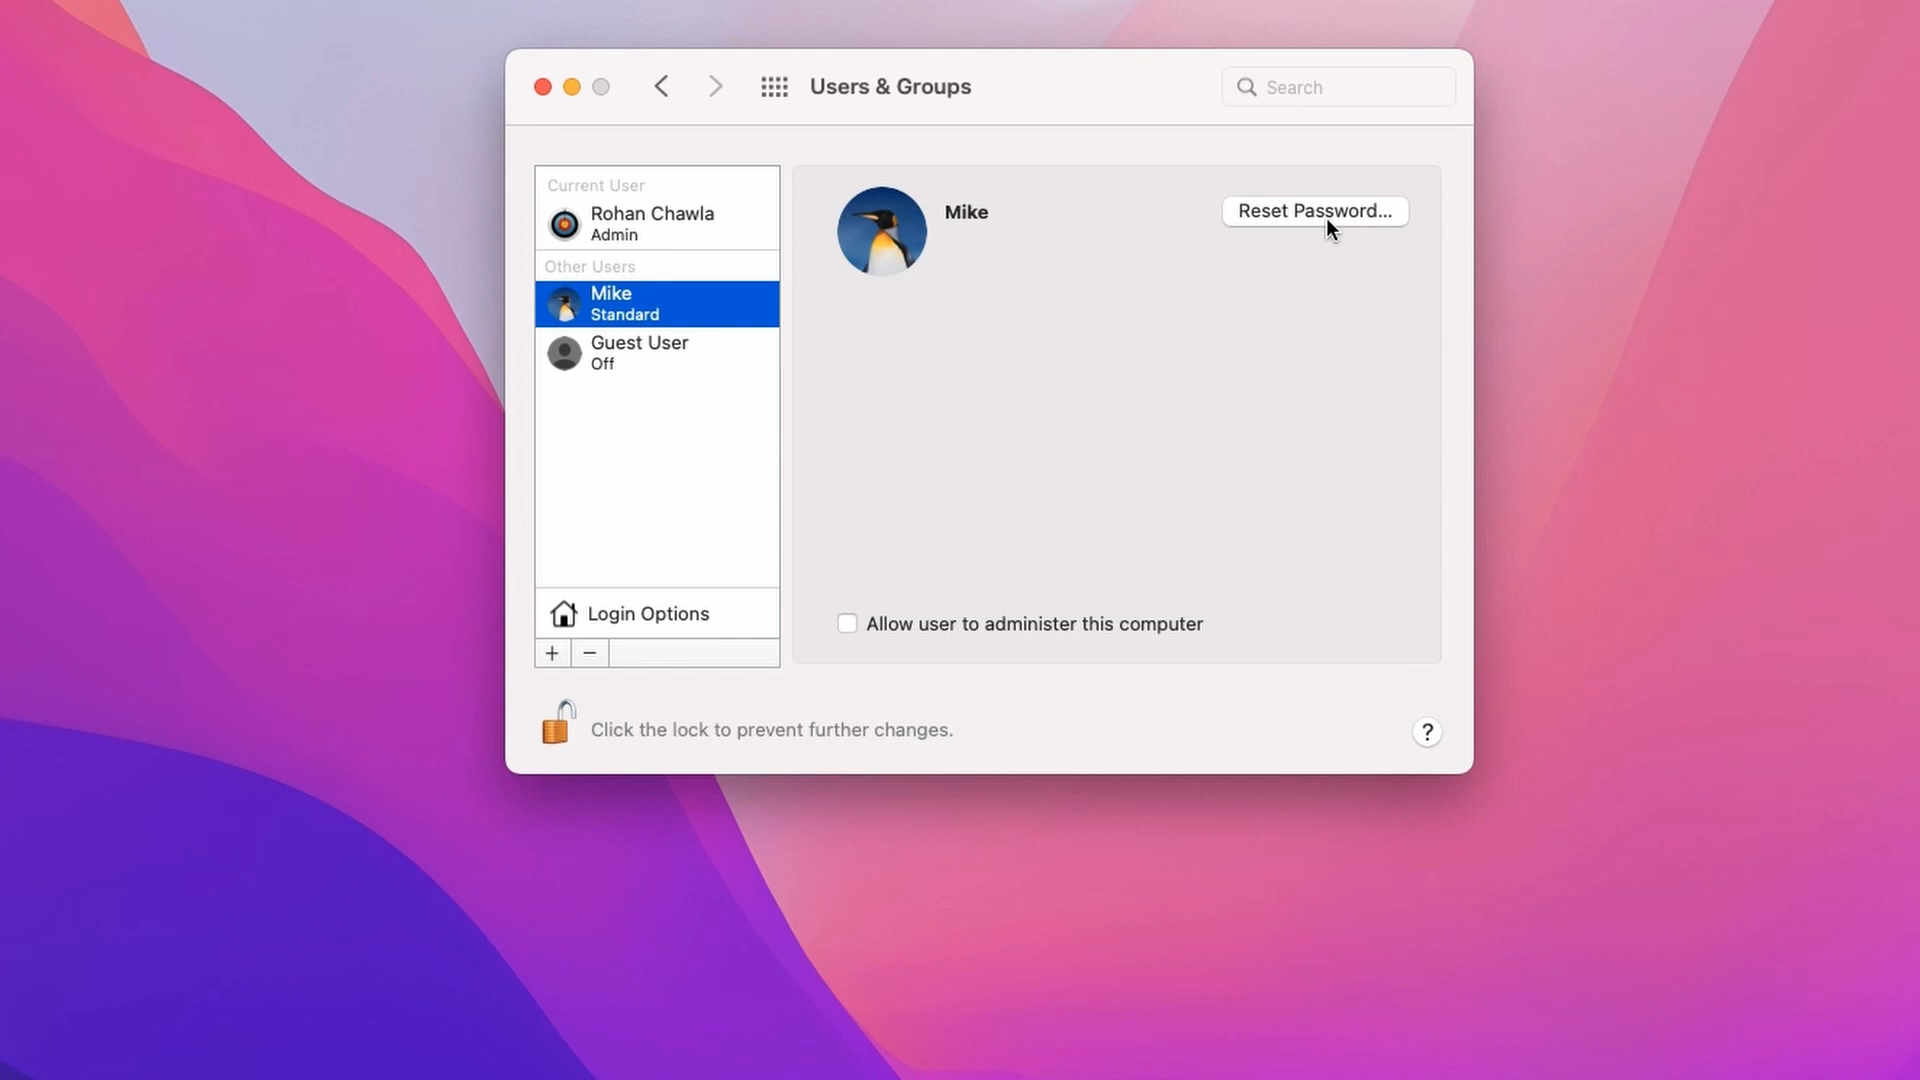 Users & Groups
Search
Current User
Rohan Chawla
Admin
Other Users
Mike
Standard
Guest User
Off
Login Options
+ −
Mike
Reset Password...
Allow user to administer this computer
Click the lock to prevent further changes.
?